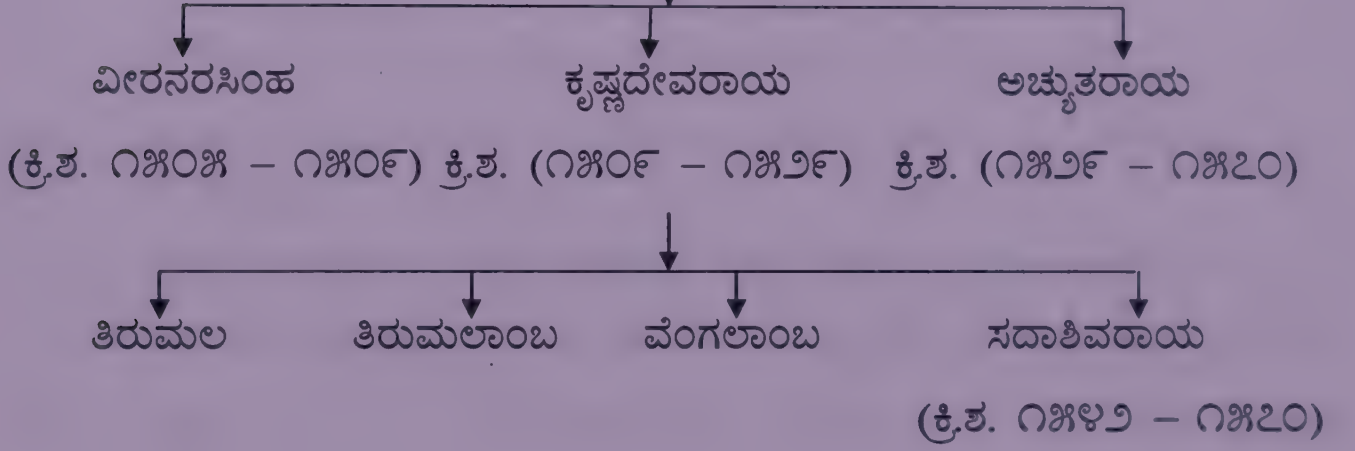 ವೀರನರಸಿಂಹ ಕೃಷ್ಣದೇವರಾಯ ಅಚ್ಯುತರಾಯ
(ಕ್ರಿ.ಶ. ೧೫೦೫ – ೧೫೦೯) ಕ್ರಿ.ಶ. (೧೫೦೯ – ೧೫೨೯) ಕ್ರಿ.ಶ. (೧೫೨೯ – ೧೫೭೦)
ತಿರುಮಲ ತಿರುಮಲಾಂಬ ವೆಂಗಲಾಂಬ ಸದಾಶಿವರಾಯ
(ಕ್ರಿ.ಶ. ೧೫೪೨ – ೧೫೭೦)